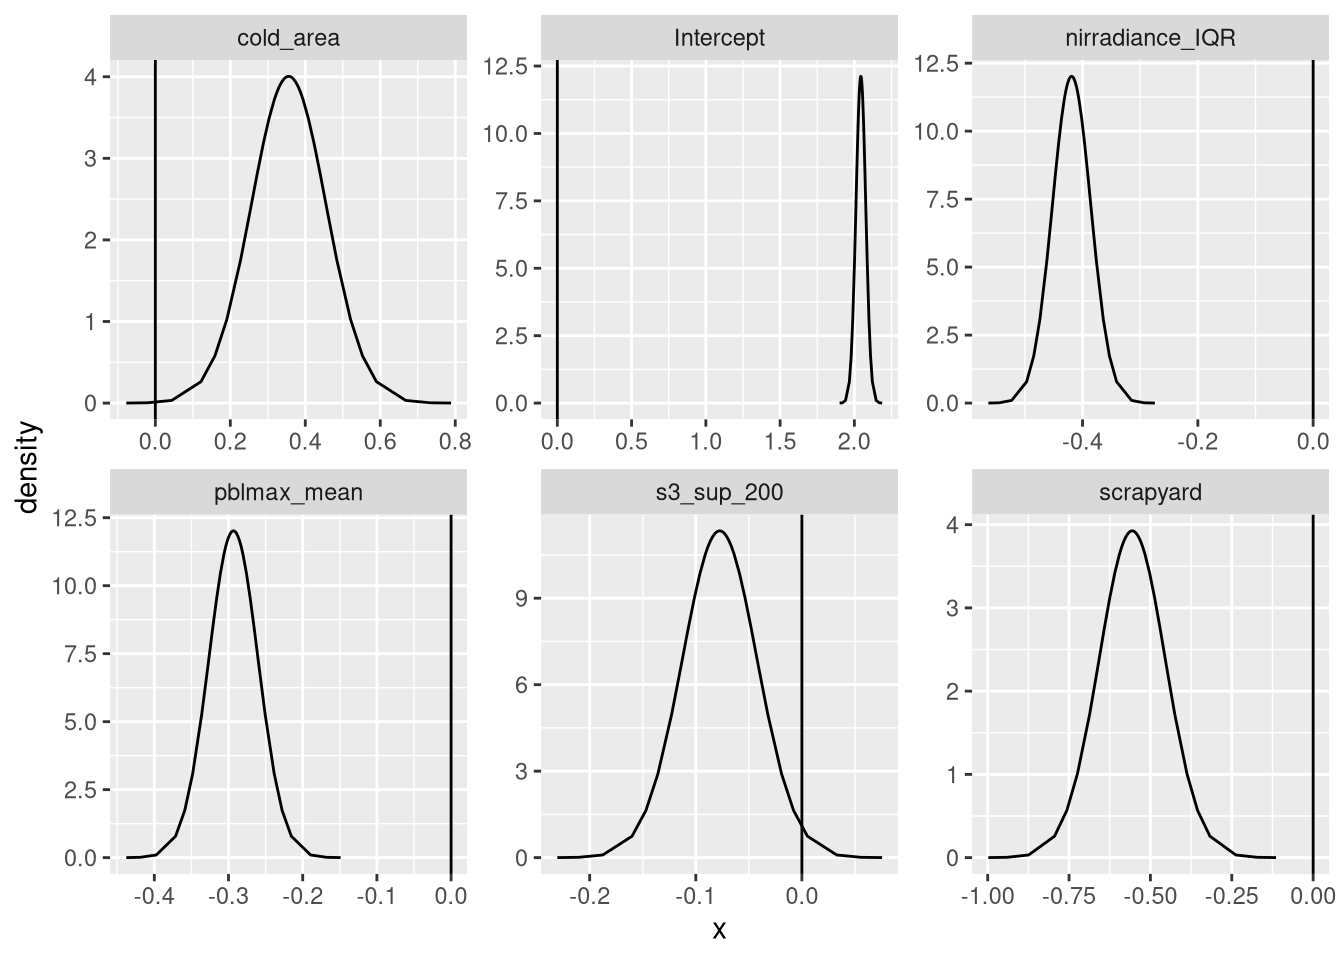 cold_area
Intercept
nirradiance_IQR
4
3
2
1
0
12.5
10.0
7.5
5.0
2.5
0.0
12.5
10.0
7.5
5.0
2.5
0.0
0.0 0.2 0.4 0.6 0.8
0.0 0.5 1.0 1.5 2.0
-0.4 -0.2 0.0
density
pblmax_mean
s3_sup_200
scrapyard
12.5
10.0
7.5
5.0
2.5
0.0
9
6
3
0
4
3
2
1
0
-0.4 -0.3 -0.2 -0.1 0.0
-0.2 -0.1 0.0
-1.00 -0.75 -0.50 -0.25 0.00
x